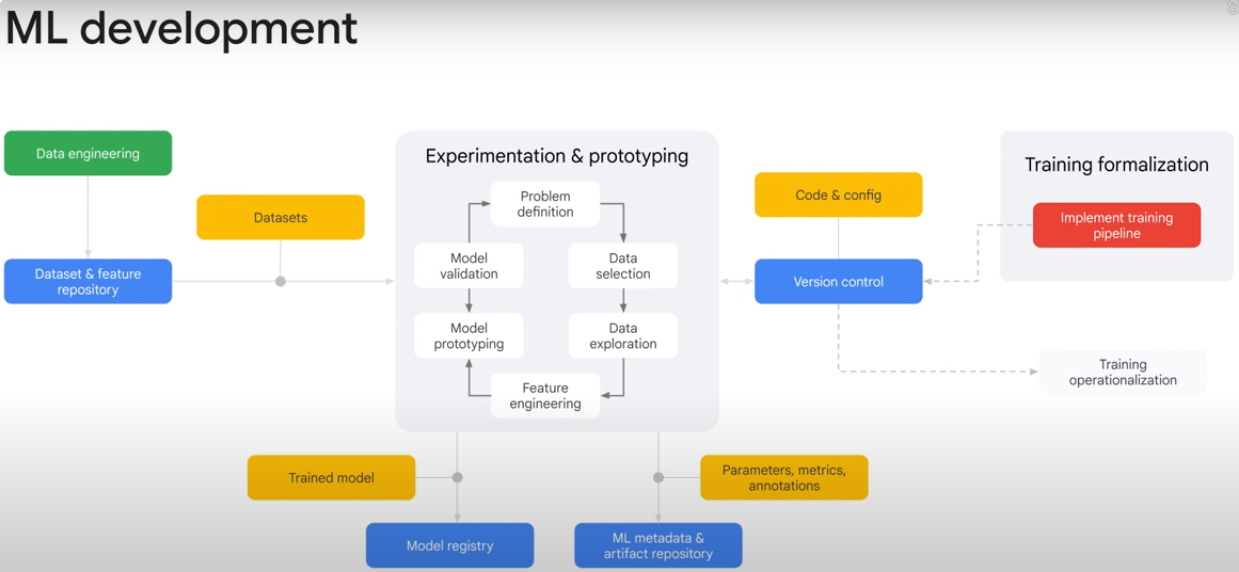 ML development
Data engineering
Datasets
Dataset & feature
repository
Experimentation & prototyping
Problem
definition
Model
validation
Data
selection
Model
prototyping
Data
exploration
Feature
engineering
Code & config
Version control
Training formalization
Implement training
pipeline
Training
operationalization
Trained model
Parameters, metrics,
annotations
Model registry
ML metadata &
artifact repository